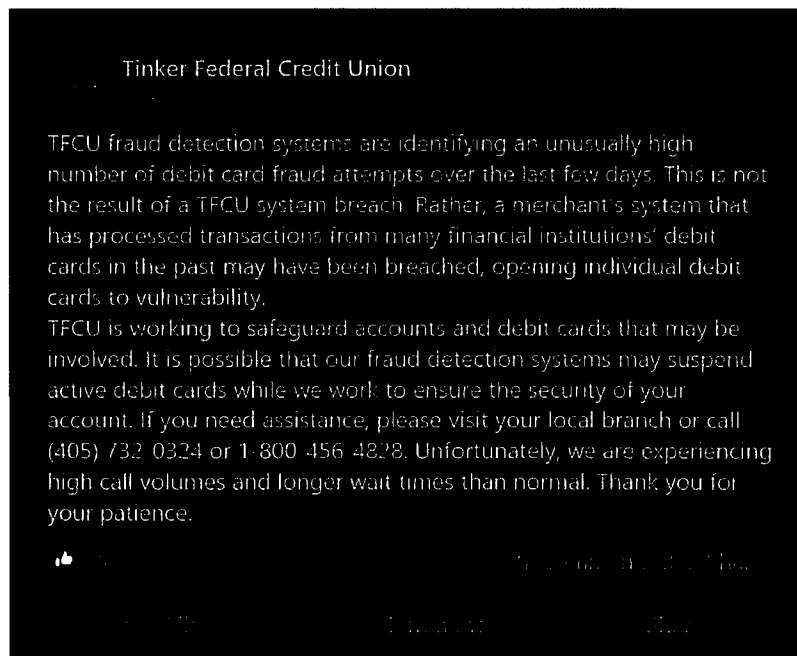 Tinker Federal Credit Union
TFCU fraud detection systems are identifying an unusually high
number of debit card fraud attempts over the last few days. This is not
the result of a TFCU system breach. Rather, a merchant's system that
has processed transactions from many financial institutions' debit
cards in the past may have been breached, opening individual debit
cards to vulnerability.
TFCU is working to safeguard accounts and debit cards that may be
involved. It is possible that our fraud detection systems may suspend
active debit cards while we work to ensure the security of your
account. If you need assistance, please visit your local branch or call
(405) 732-0324 or 1-800-456-4828. Unfortunately, we are experiencing
high call volumes and longer wait times than normal. Thank you for
your patience.